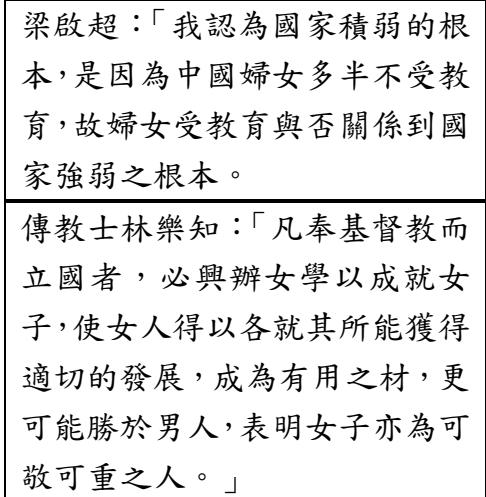 梁啟超：「我認為國家積弱的根
本，是因為中國婦女多半不受教
育，故婦女受教育與否關係到國
家強弱之根本。
傳教士林樂知：「凡奉基督教而
立國者，必興辦女學以成就女
子，使女人得以各就其所能獲得
適切的發展，成為有用之材，更
可能勝於男人，表明女子亦為可
敬可重之人。」